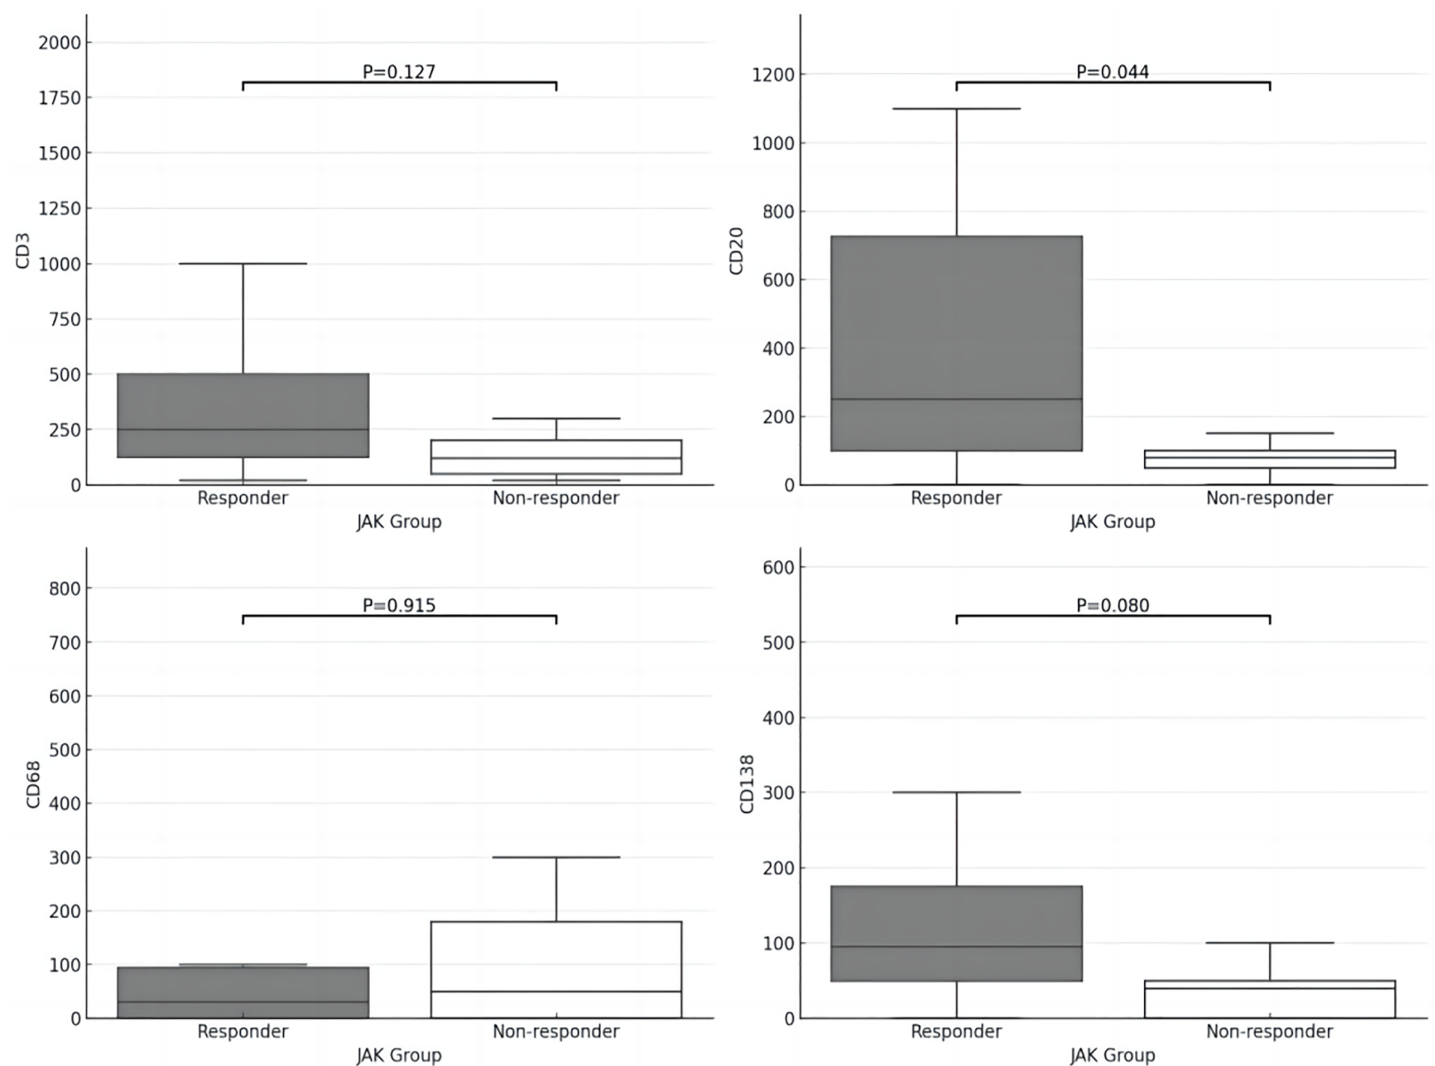 2000
1750
1500
1250
1000
750
500
250
0
CD3
P=0.127
Responder
Non-responder
JAK Group
1200
1000
800
600
400
200
0
CD20
P=0.044
Responder
Non-responder
JAK Group
800
700
600
500
400
300
200
100
0
CD68
P=0.915
Responder
Non-responder
JAK Group
600
500
400
300
200
100
0
CD138
P=0.080
Responder
Non-responder
JAK Group